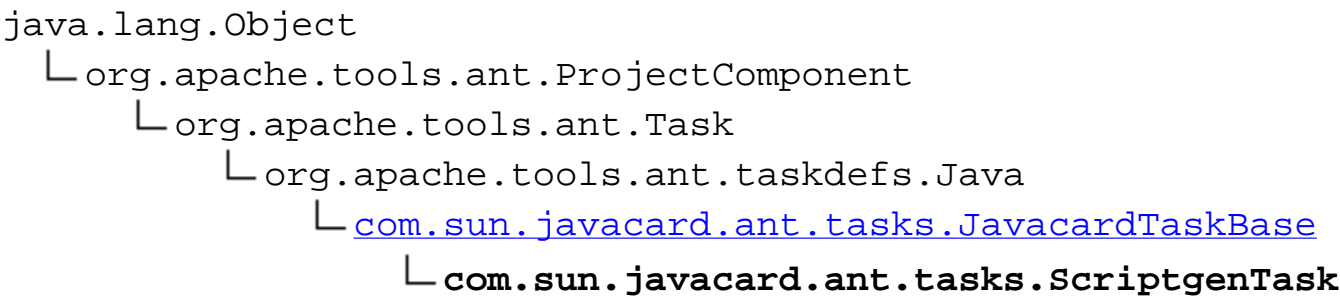 java.lang.Object
org.apache.tools.ant.ProjectComponent
org.apache.tools.ant.Task
org.apache.tools.ant.taskdefs.Java
com.sun.javacard.ant.tasks.JavacardTaskBase
com.sun.javacard.ant.tasks.ScriptgenTask